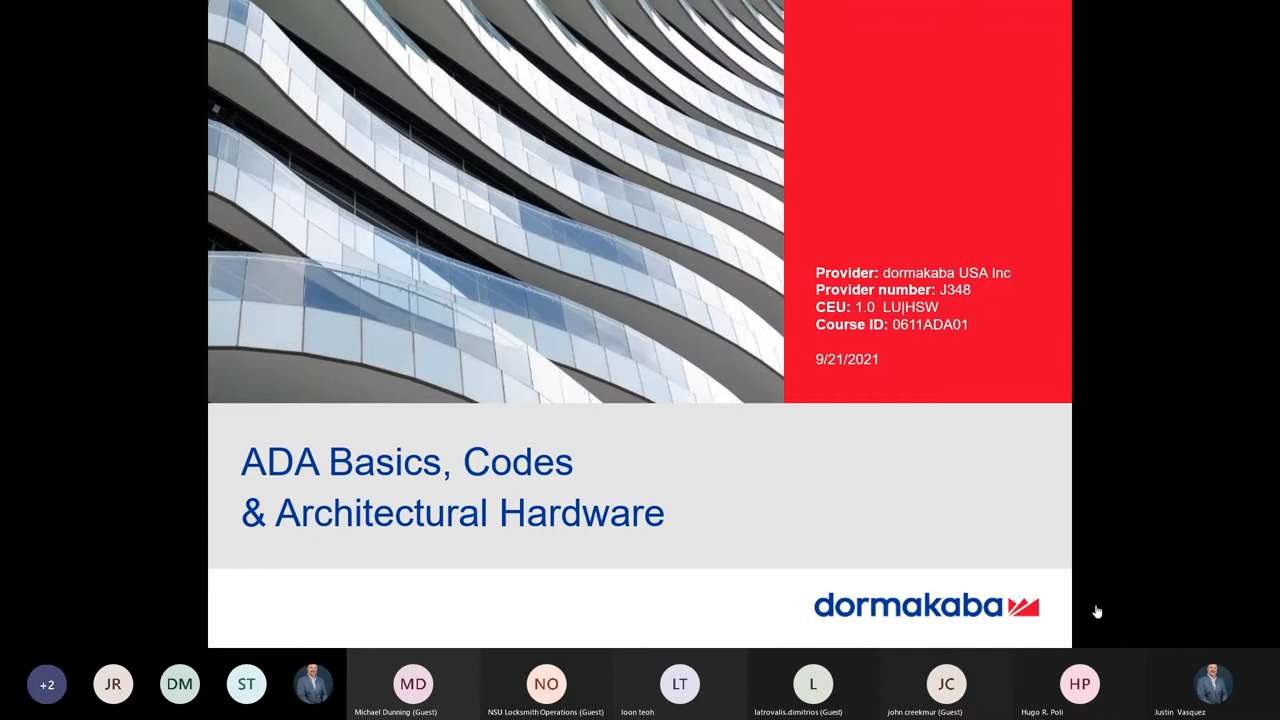 Provider: dormakaba USA Inc
Provider number: J348
CEU: 1.0 LU|HSW
Course ID: 0611ADA01
9/21/2021
ADA Basics, Codes
& Architectural Hardware
dormakaba
+2
JR
DM
ST
MD
NO
LT
L
JC
HP
Michael Dunning (Guest)
NSU Locksmith Operations (Guest)
loon teoh
latrovalis.dimitrios (Guest)
john creekmur (Guest)
Hugo R. Poli
Justin Vasquez